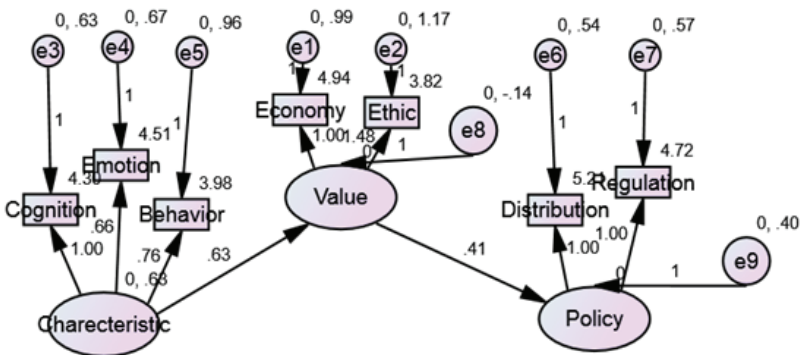 0, .63
0, .67
0, .96
0, .99
0, 1.17
0, .54
0, .57
e3
e4
e5
e1
e2
e6
e7
1
1
4.94
3.82
Economy
Ethic
0, -.14
e8
1
1
1
1
1
4.51
Emotion
1.00
1.48
0
1
4.72
Regulation
Cognition
3.98
Behavior
Value
Distribution
.66
1.00
.76
.63
0, .63
.41
1.00
1.00
0
1
0, .40
e9
Charecteristic
Policy